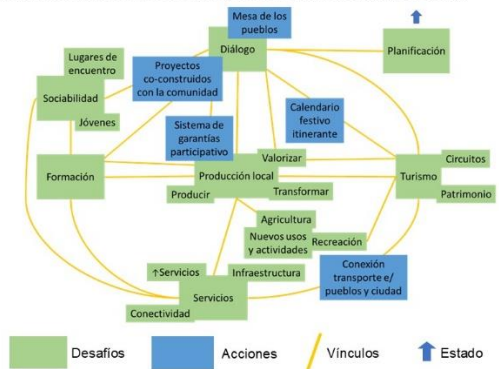 Mesa de los
pueblos
Diálogo
Planificación
Lugares de
encuentro
Sociabilidad
Jóvenes
Proyectos
co-construidos
con la comunidad
Sistema de
garantías
participativo
Calendario
festivo
itinerante
Formación
Valorizar
Producción local
Producir
Transformar
Circuitos
Turismo
Patrimonio
Agricultura
Nuevos usos
y actividades
Recreación
↑Servicios
Infraestructura
Servicios
Conectividad
Conexión
transporte e/
pueblos y ciudad
Desafíos
Acciones
Vínculos
Estado